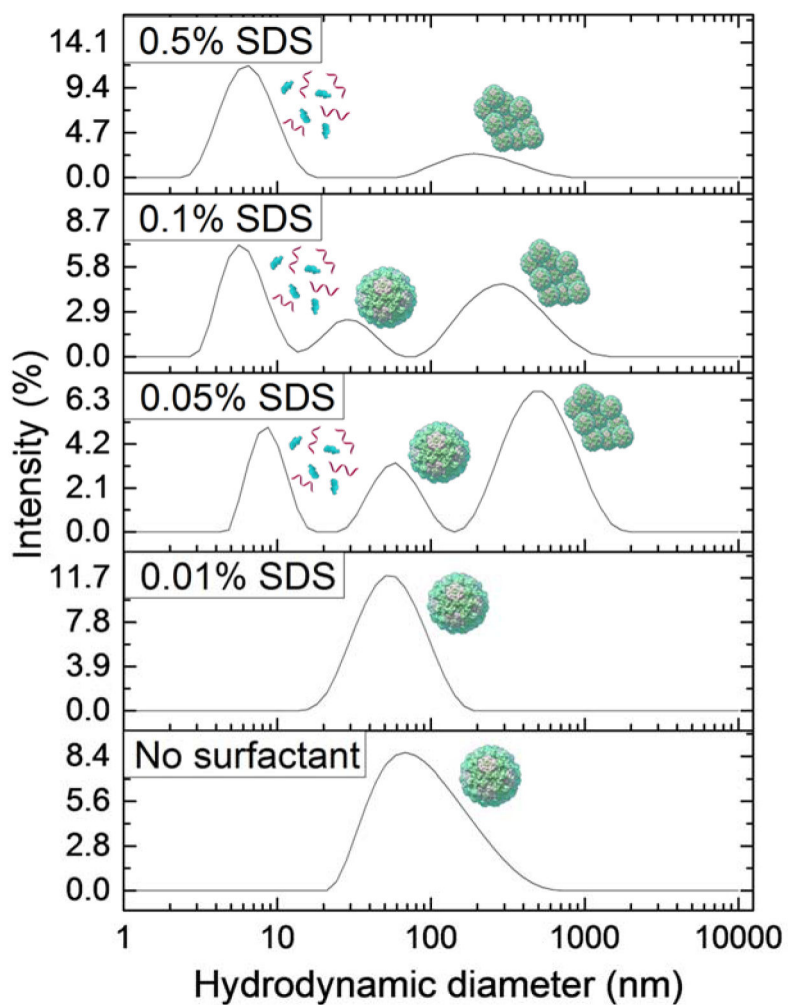 0.5% SDS
14.1
9.4
4.7
0.0
0.1% SDS
8.7
5.8
2.9
0.0
0.05% SDS
6.3
4.2
2.1
0.0
0.01% SDS
11.7
7.8
3.9
0.0
No surfactant
8.4
5.6
2.8
0.0
Intensity (%)
1 10 100 1000 10000
Hydrodynamic diameter (nm)